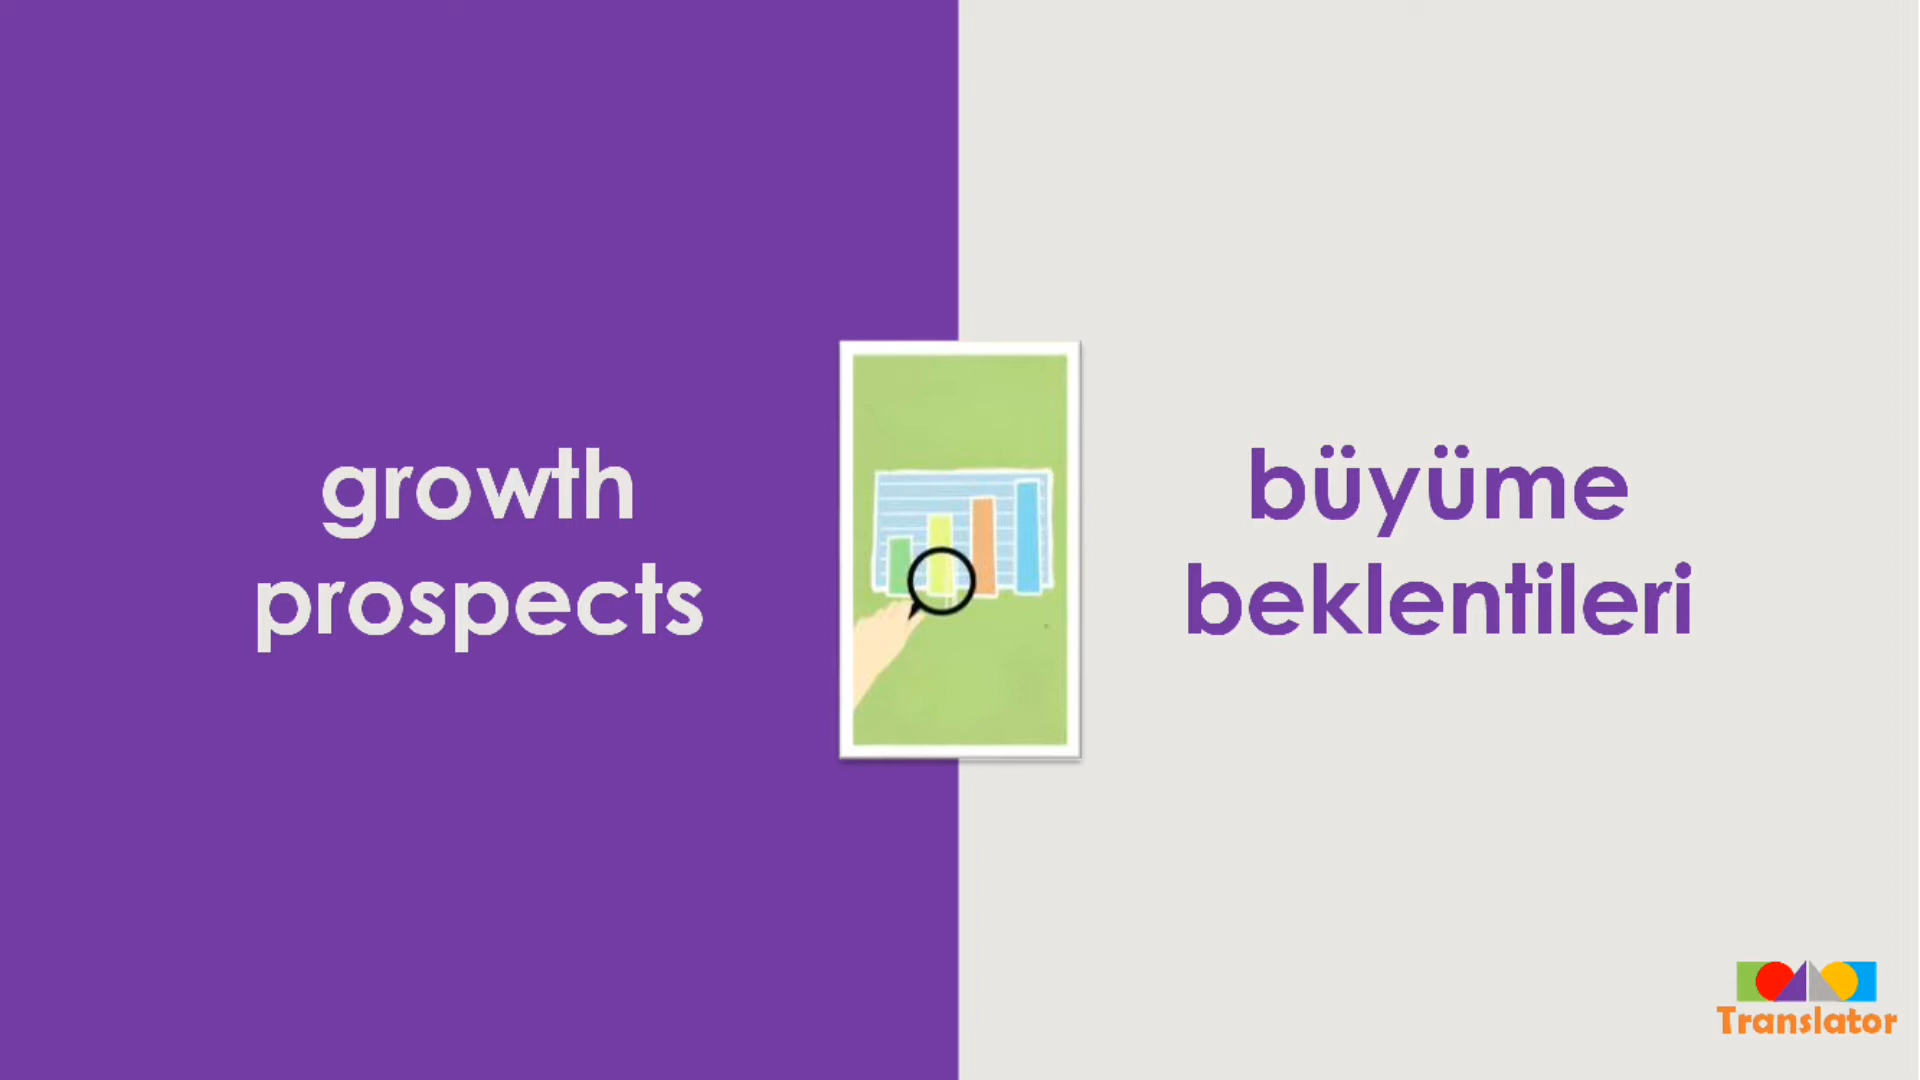 growth
prospects
büyüme
beklentileri
Translator